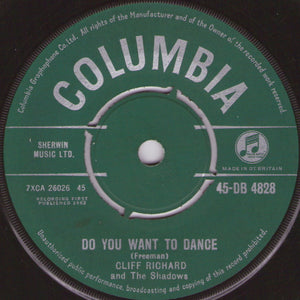 All rights of the Manufacturer and of the Owner of the recorded work reserved
Columbia Graphophone Co. Ltd.
COLUMBIA
SHERWIN
MUSIC LTD.
MADE IN GT. BRITAIN
7XCA 26026 45
45-DB 4828
RECORDING FIRST
PUBLISHED 1962
DO YOU WANT TO DANCE
(Freeman)
CLIFF RICHARD
and The Shadows
Unauthorised public performance, broadcasting and copying of this record prohibited